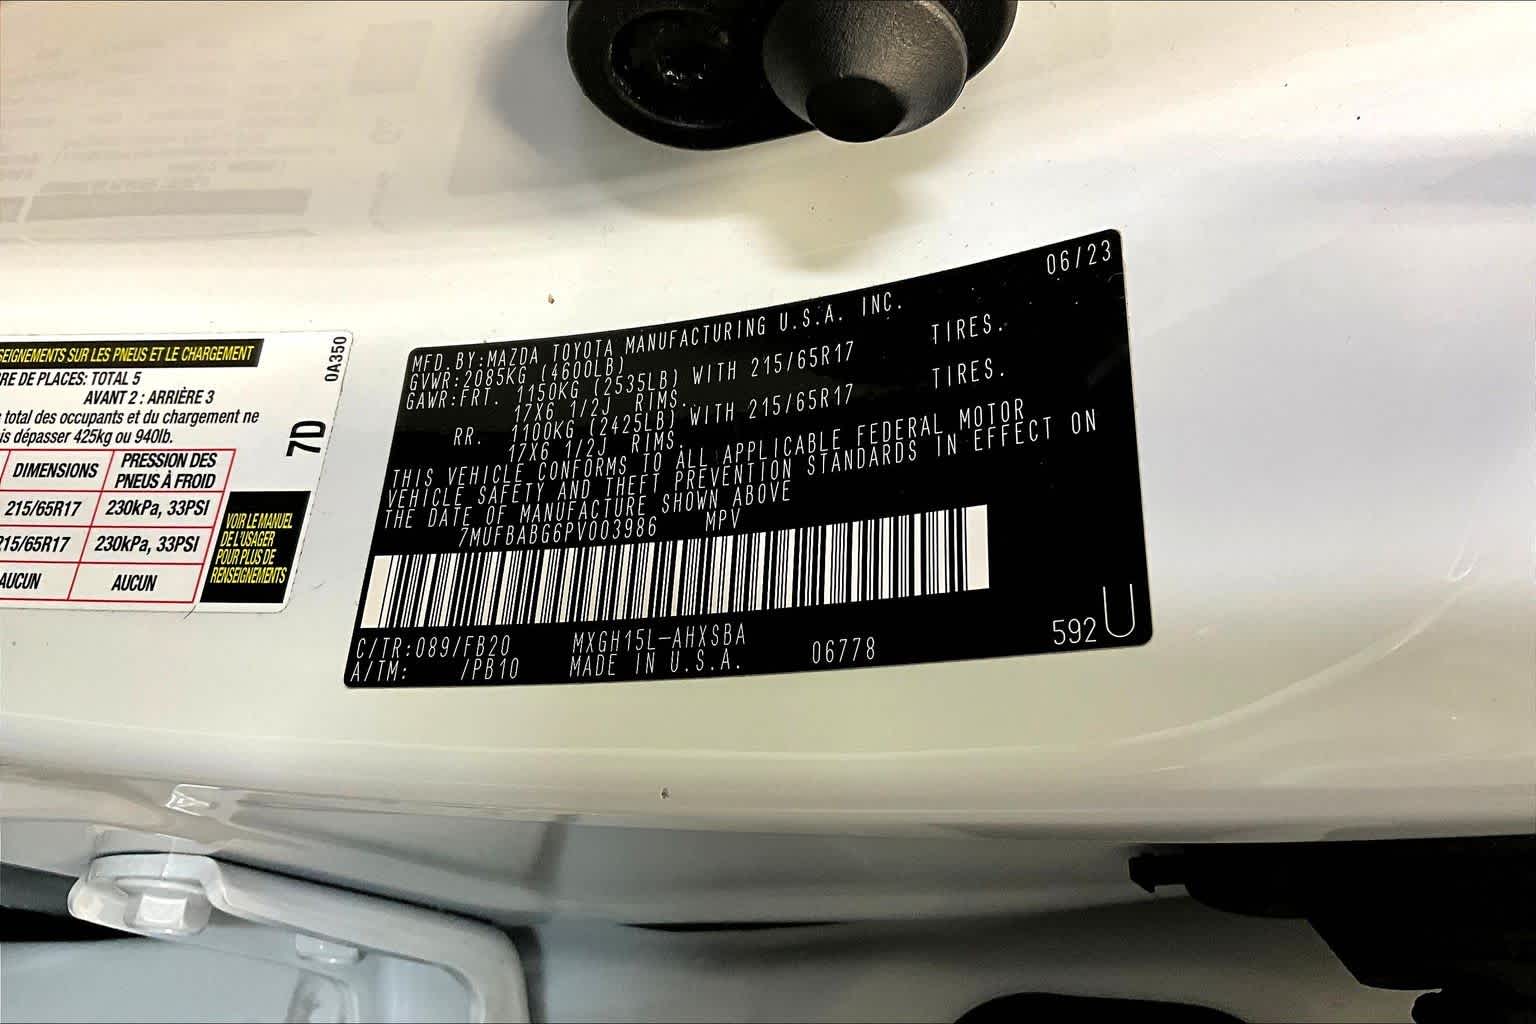 SEIGNEMENTS SUR LES PNEUS ET LE CHARGEMENT
RE DE PLACES: TOTAL 5
AVANT 2 : ARRIÈRE 3
total des occupants et du chargement ne
is dépasser 425kg ou 940lb.
DIMENSIONS PRESSION DES PNEUS À FROID
215/65R17 230kPa, 33PSI
215/65R17 230kPa, 33PSI
AUCUN AUCUN
VOIR LE MANUEL
DE L'USAGER
POUR PLUS DE
RENSEIGNEMENTS
7D
0A350
06/23
MFD. BY:MAZDA TOYOTA MANUFACTURING U.S.A. INC.
GVWR:2085KG (4600LB)
GAWR:FRT. 1150KG (2535LB) WITH 215/65R17 TIRES.
17X6 1/2J RIMS.
RR. 1100KG (2425LB) WITH 215/65R17 TIRES.
17X6 1/2J RIMS.
THIS VEHICLE CONFORMS TO ALL APPLICABLE FEDERAL MOTOR
VEHICLE SAFETY AND THEFT PREVENTION STANDARDS IN EFFECT ON
THE DATE OF MANUFACTURE SHOWN ABOVE
7MUFBABG6PV003986 MPV
C/TR:089/FB20 MXGH15L-AHXSBA
A/TM: /PB10 MADE IN U.S.A. 06778
592U